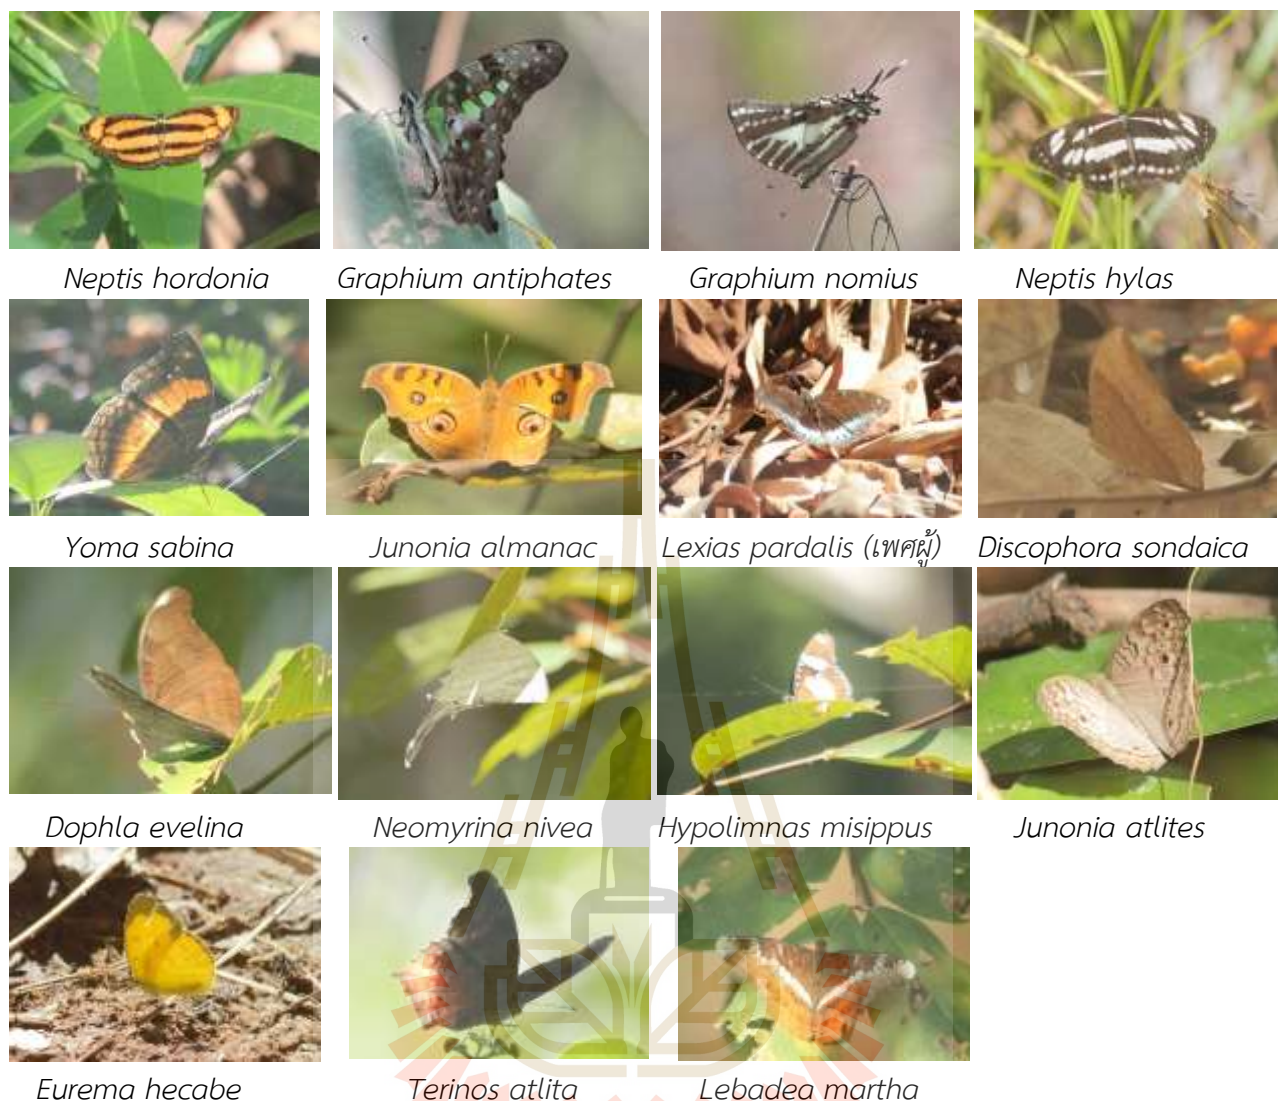 Neptis hordonia
Graphium antiphates
Graphium nomius
Neptis hylas
Yoma sabina
Junonia almanac
Lexias pardalis (เพศผู้)
Discophora sondaica
Dophla evelina
Neomyrina nivea
Hypolimnas misippus
Junonia atlites
Eurema hecabe
Terinos atlita
Lebadea martha